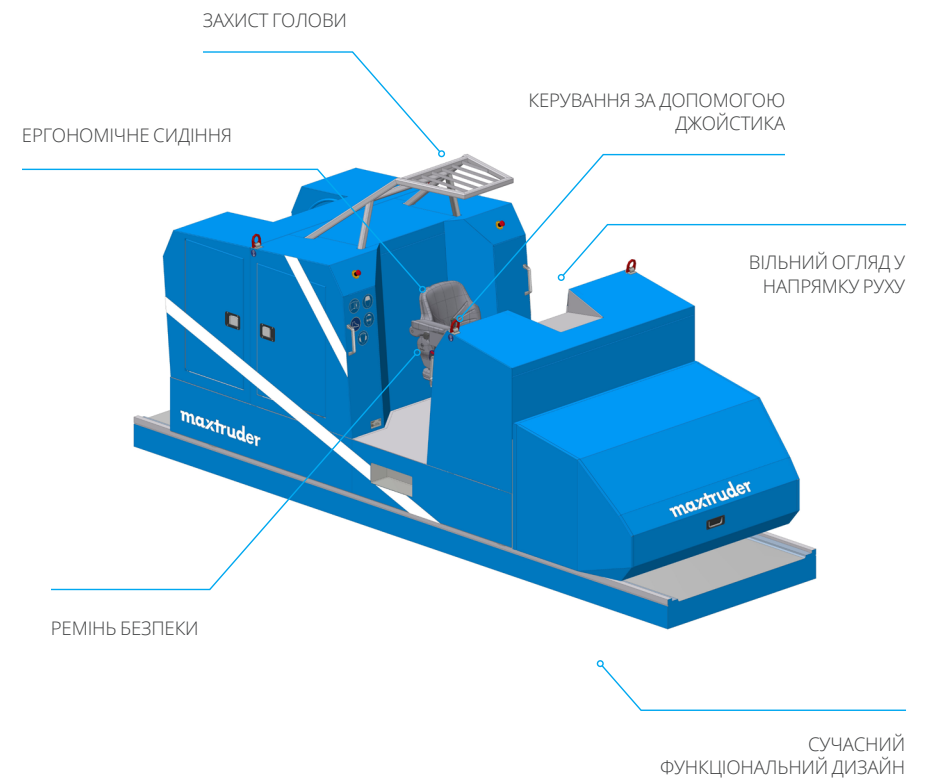 ЗАХИСТ ГОЛОВИ
КЕРУВАННЯ ЗА ДОПОМОГОЮ
ДЖОЙСТИКА
ЕРГОНОМІЧНЕ СИДІННЯ
ВІЛЬНИЙ ОГЛЯД У
НАПРЯМКУ РУХУ
maxtruder
maxtruder
РЕМІНЬ БЕЗПЕКИ
СУЧАСНИЙ
ФУНКЦІОНАЛЬНИЙ ДИЗАЙН